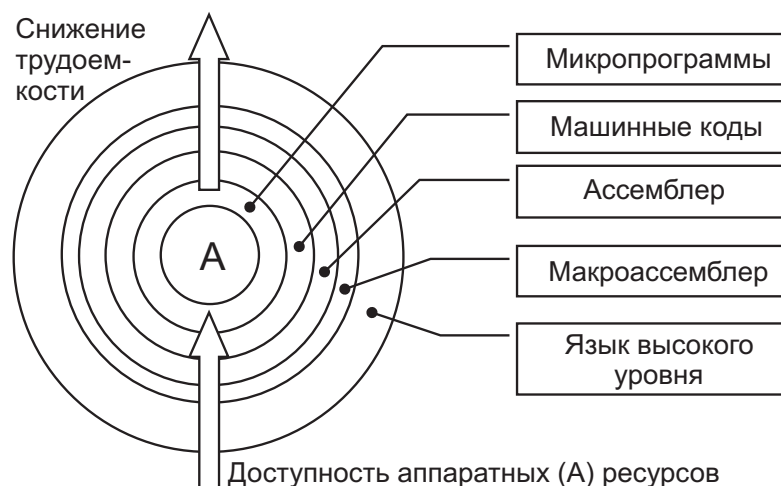 Снижение
трудоем-
кости
Микропрограммы
Машинные коды
Ассемблер
А
Макроассемблер
Язык высокого
уровня
Доступность аппаратных (А) ресурсов